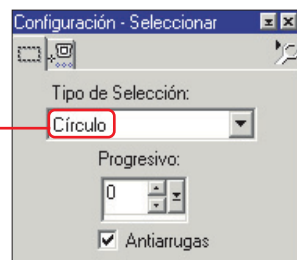 Configuración - Seleccionar
Tipo de Selección:
Círculo
Progresivo:
0
Antiarrugas